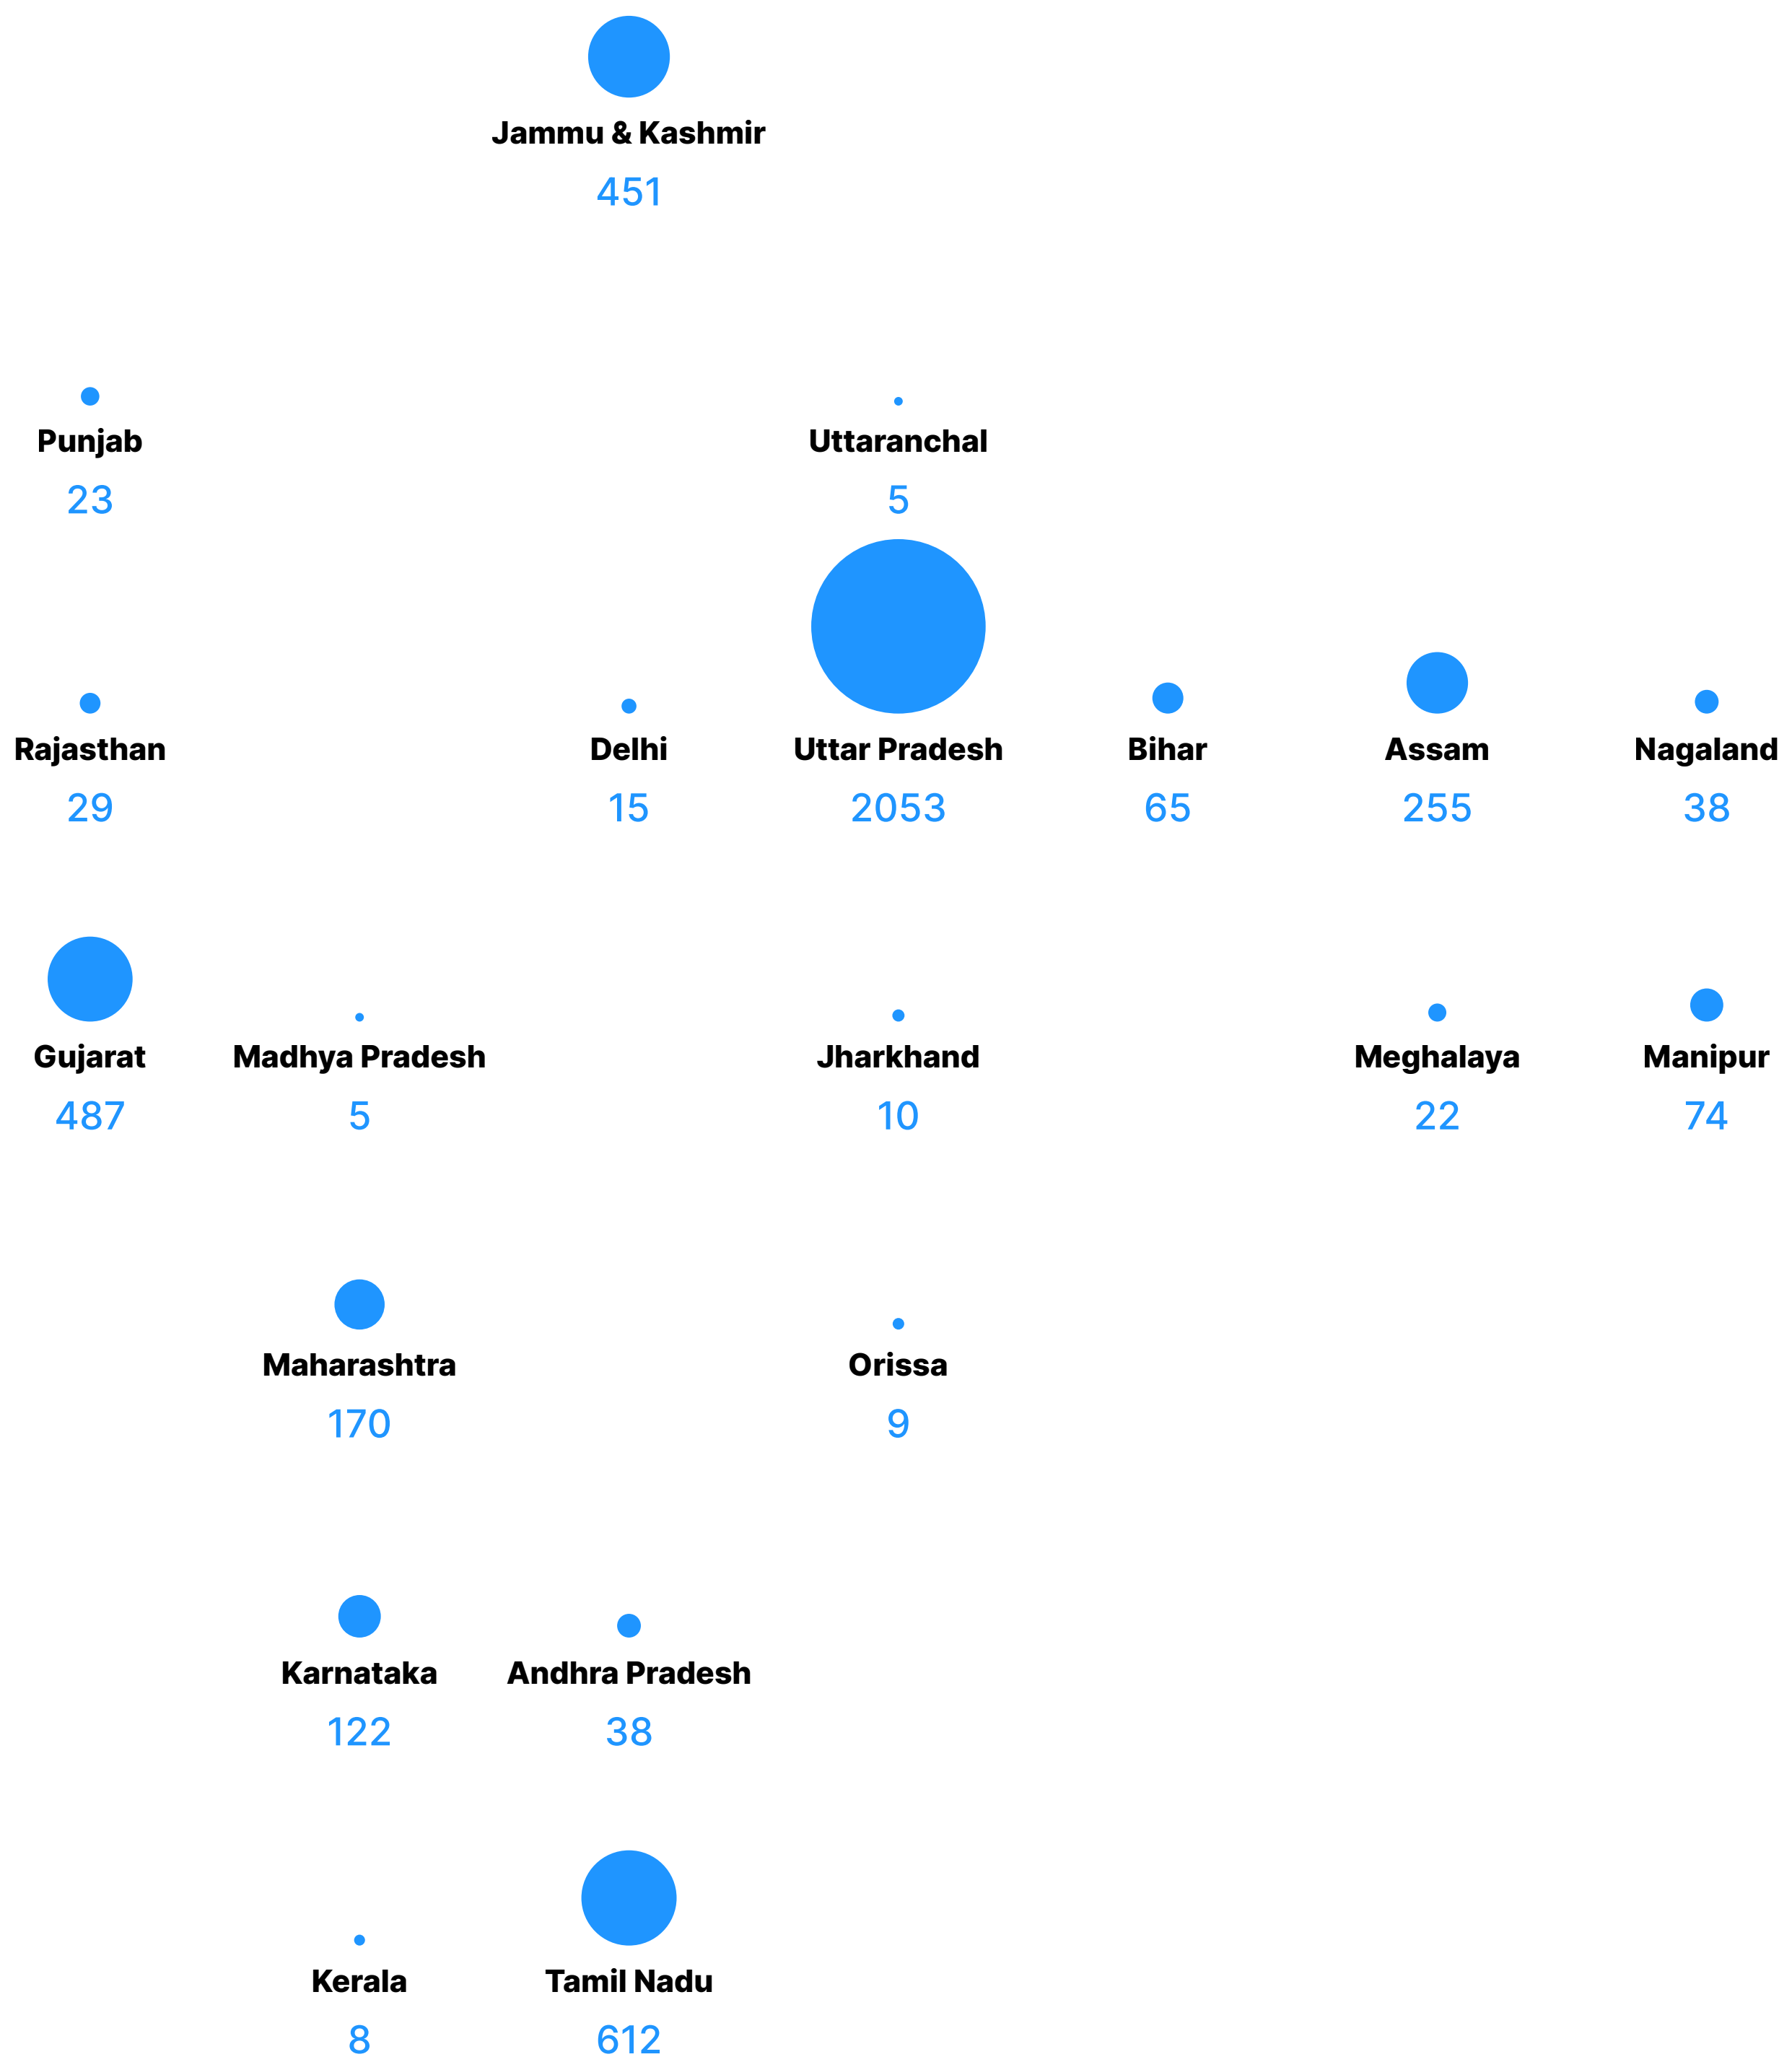 Jammu & Kashmir
451
Punjab
23
Uttaranchal
5
Rajasthan
29
Delhi
15
Uttar Pradesh
2053
Bihar
65
Assam
255
Nagaland
38
Gujarat
487
Madhya Pradesh
5
Jharkhand
10
Meghalaya
22
Manipur
74
Maharashtra
170
Orissa
9
Karnataka
122
Andhra Pradesh
38
Kerala
8
Tamil Nadu
612